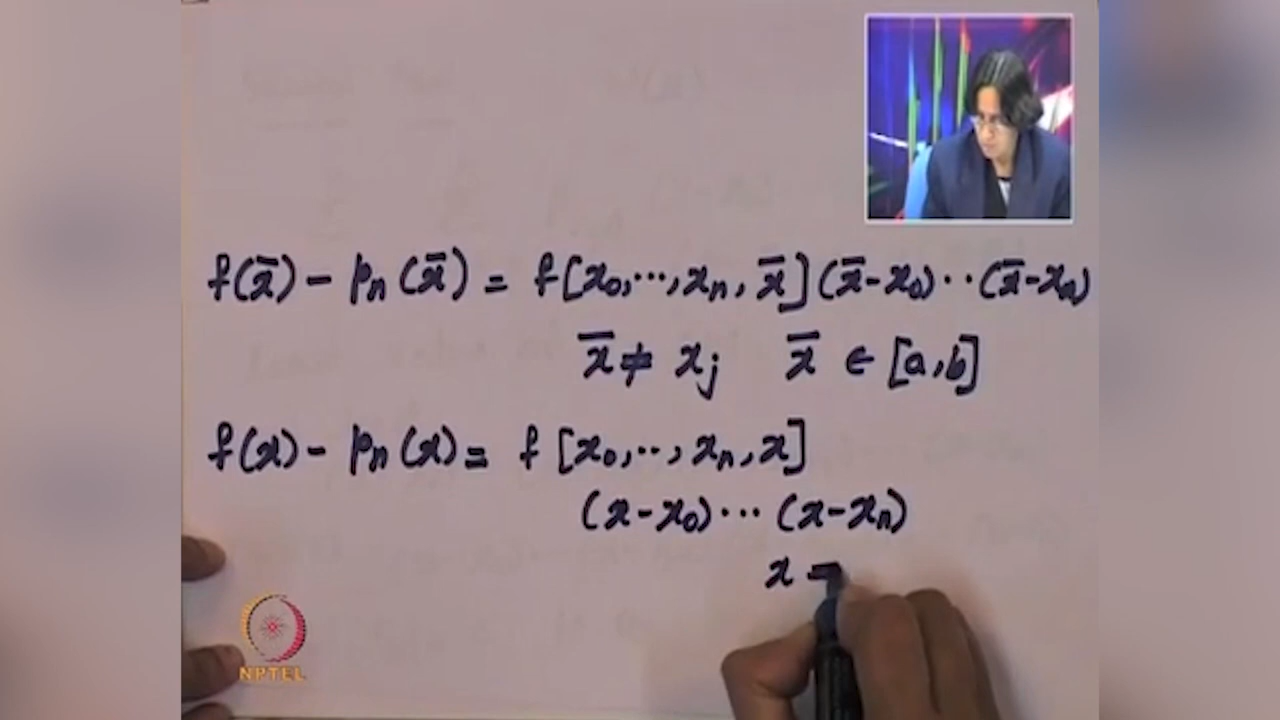 f(x̄) - pn(x̄) = f[x0,...,xn, x̄](x̄-x0)··(x̄-xn)
x̄ ≠ xj x̄ ∈ [a,b]
f(x) - pn(x) = f[x0,..,xn,x]
(x-x0)···(x-xn)
x =
NPTEL